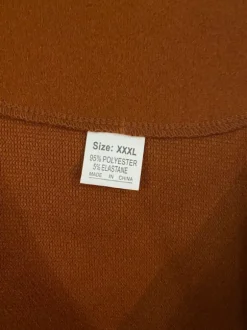 Size: XXXL
95% POLYESTER
5% ELASTANE
MADE IN CHINA